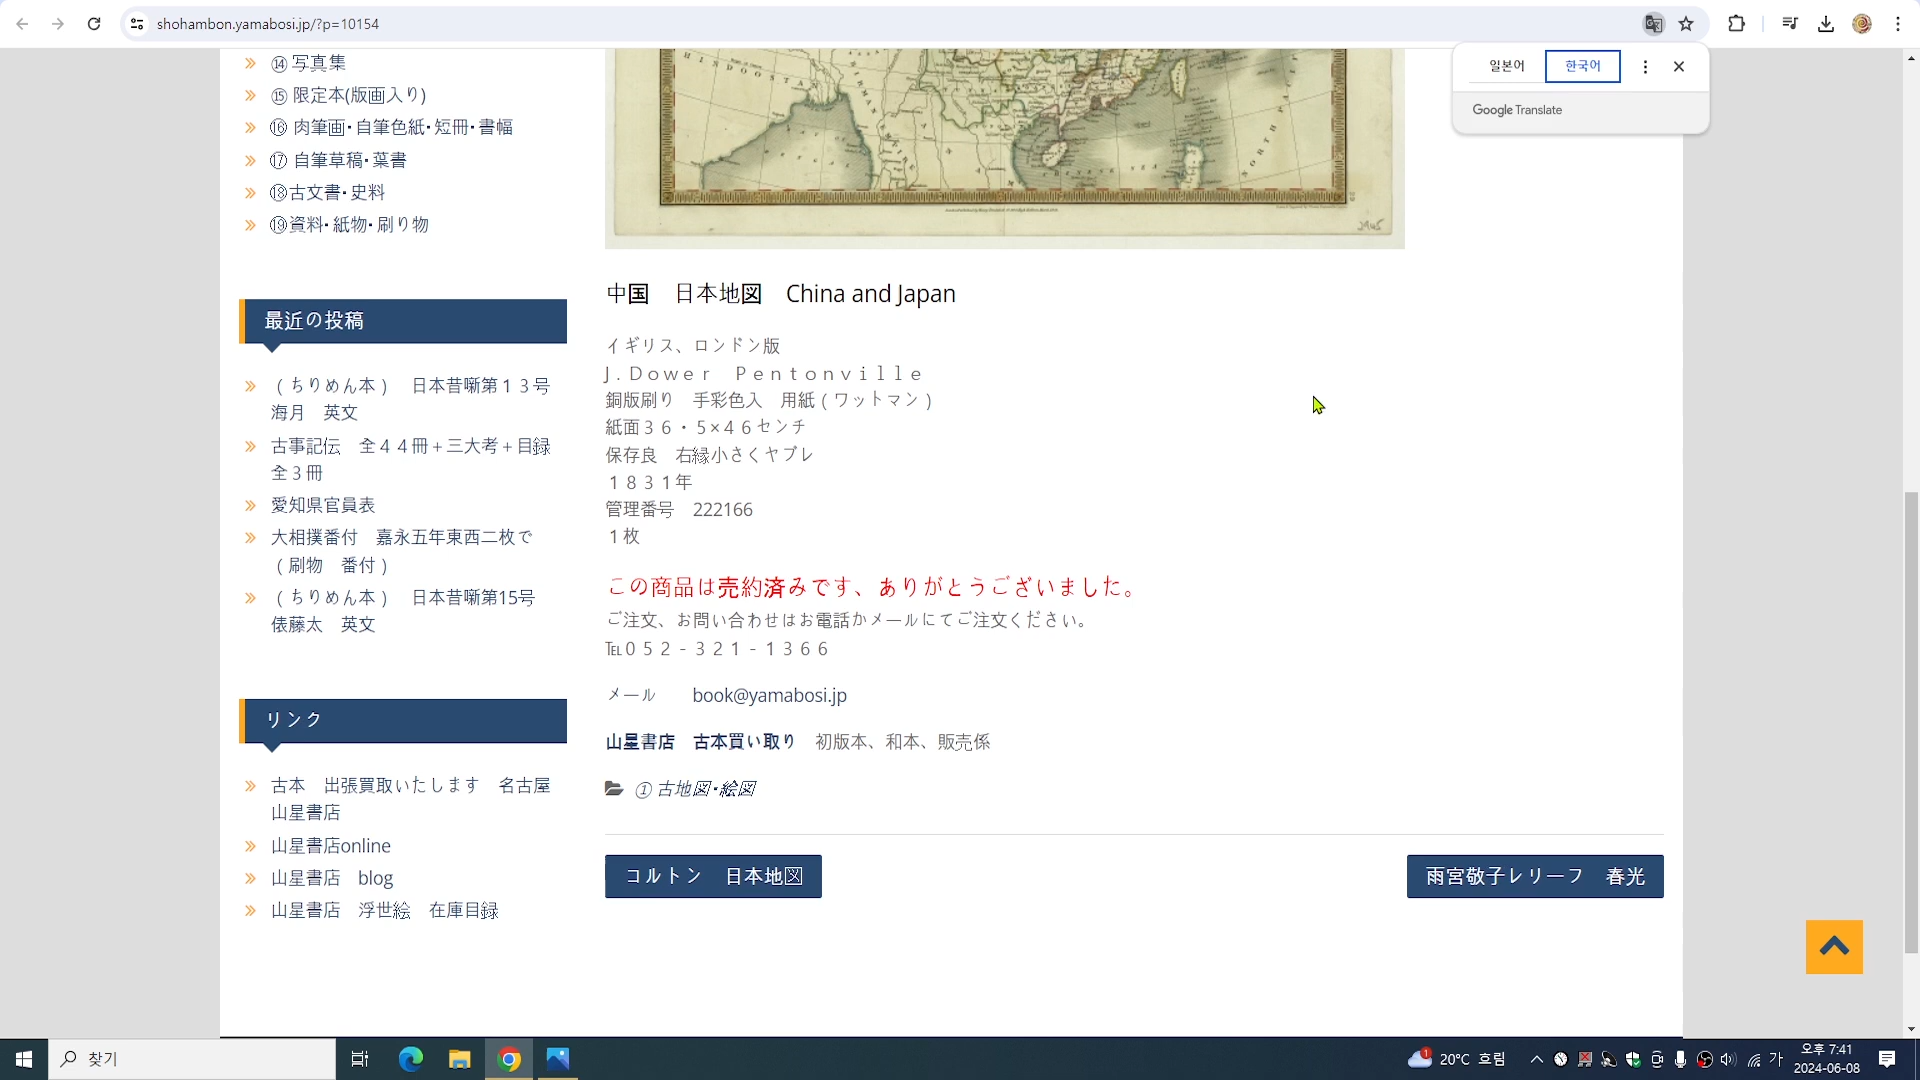 shohambon.yamabosi.jp/?p=10154
일본어 한국어
Google Translate
⑭ 写真集
⑮ 限定本(版画入り)
⑯ 肉筆画･自筆色紙･短冊･書幅
⑰ 自筆草稿･葉書
⑱古文書･史料
⑲資料･紙物･刷り物
最近の投稿
（ちりめん本）　日本昔噺第１３号
海月　英文
古事記伝　全４４冊＋三大考＋目録
全３冊
愛知県官員表
大相撲番付　嘉永五年東西二枚で
（刷物　番付）
（ちりめん本）　日本昔噺第15号
俵藤太　英文
リンク
古本　出張買取いたします　名古屋
山星書店
山星書店online
山星書店　blog
山星書店　浮世絵　在庫目録
HINDOOSTAN
BIRMAN EMPIRE
CHINESE SEA
2945
中国　日本地図　China and Japan
イギリス、ロンドン版
Ｊ.Ｄｏｗｅｒ　Ｐｅｎｔｏｎｖｉｌｌｅ
銅版刷り　手彩色入　用紙（ワットマン）
紙面３６・５×４６センチ
保存良　右縁小さくヤブレ
１８３１年
管理番号　222166
１枚
この商品は売約済みです、ありがとうございました。
ご注文、お問い合わせはお電話かメールにてご注文ください。
℡０５２－３２１－１３６６
メール　　book@yamabosi.jp
山星書店　古本買い取り　初版本、和本、販売係
①古地図･絵図
コルトン　日本地図
雨宮敬子レリーフ　春光
찾기
1
20°C 흐림
가
오후 7:41
2024-06-08